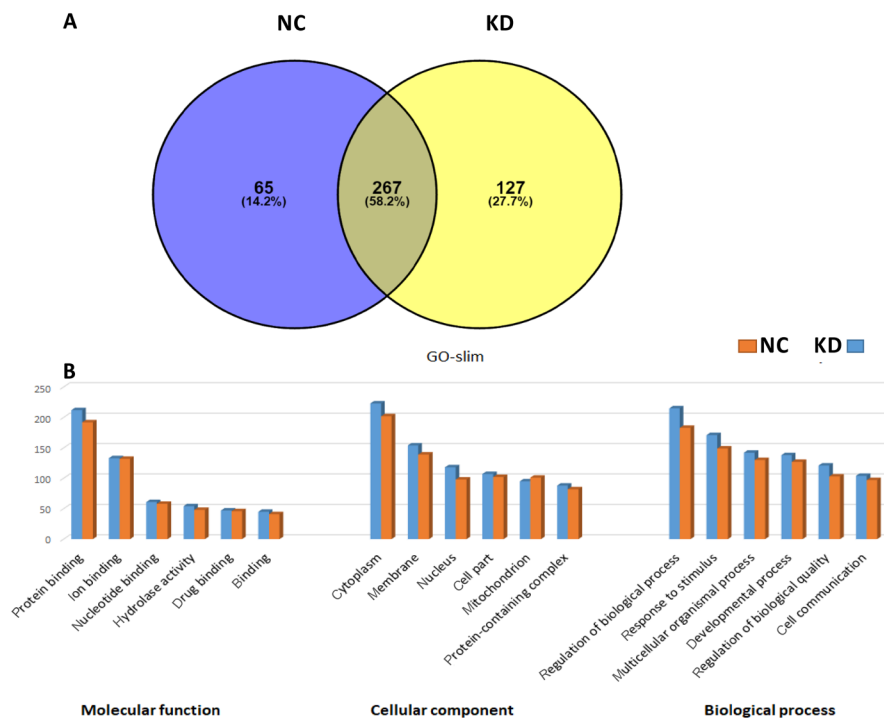 A
NC
KD
65
(14.2%)
267
(58.2%)
127
(27.7%)
GO-slim
NC
KD
B
250
200
150
100
50
0
Protein binding
Ion binding
Nucleotide binding
Hydrolase activity
Drug binding
Binding
Cytoplasm
Membrane
Nucleus
Cell part
Mitochondrion
Protein-containing complex
Regulation of biological process
Response to stimulus
Multicellular organismal process
Developmental process
Regulation of biological quality
Cell communication
Molecular function
Cellular component
Biological process